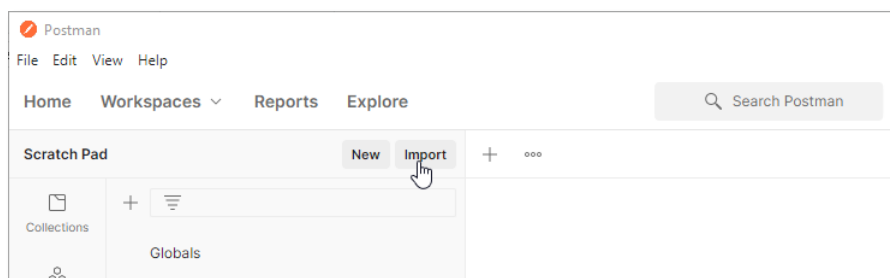 Postman
File Edit View Help
Home Workspaces Reports Explore Search Postman
Scratch Pad New Import
Collections
Globals